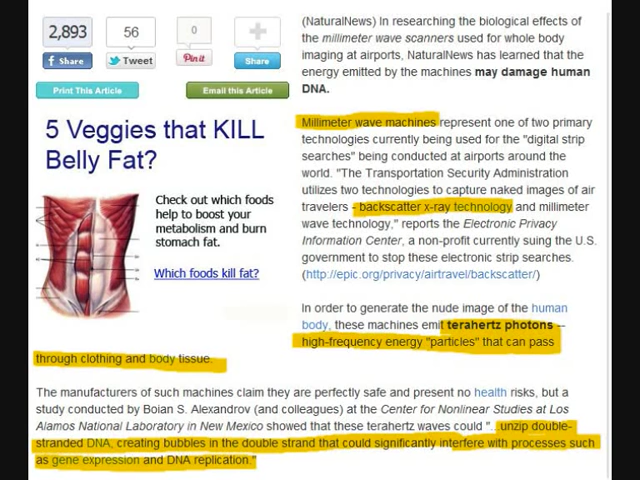 2,893
56
0
Share
Tweet
Pin it
Share
Print This Article
Email this Article
5 Veggies that KILL
Belly Fat?
Check out which foods
help to boost your
metabolism and burn
stomach fat.
Which foods kill fat?
(NaturalNews) In researching the biological effects of
the millimeter wave scanners used for whole body
imaging at airports, NaturalNews has learned that the
energy emitted by the machines may damage human
DNA.
Millimeter wave machines represent one of two primary
technologies currently being used for the "digital strip
searches" being conducted at airports around the
world. "The Transportation Security Administration
utilizes two technologies to capture naked images of air
travelers - backscatter x-ray technology and millimeter
wave technology," reports the Electronic Privacy
Information Center, a non-profit currently suing the U.S.
government to stop these electronic strip searches.
(http://epic.org/privacy/airtravel/backscatter/)
In order to generate the nude image of the human
body, these machines emit terahertz photons --
high-frequency energy "particles" that can pass
through clothing and body tissue.
The manufacturers of such machines claim they are perfectly safe and present no health risks, but a
study conducted by Boian S. Alexandrov (and colleagues) at the Center for Nonlinear Studies at Los
Alamos National Laboratory in New Mexico showed that these terahertz waves could "...unzip double-
stranded DNA, creating bubbles in the double strand that could significantly interfere with processes such
as gene expression and DNA replication."